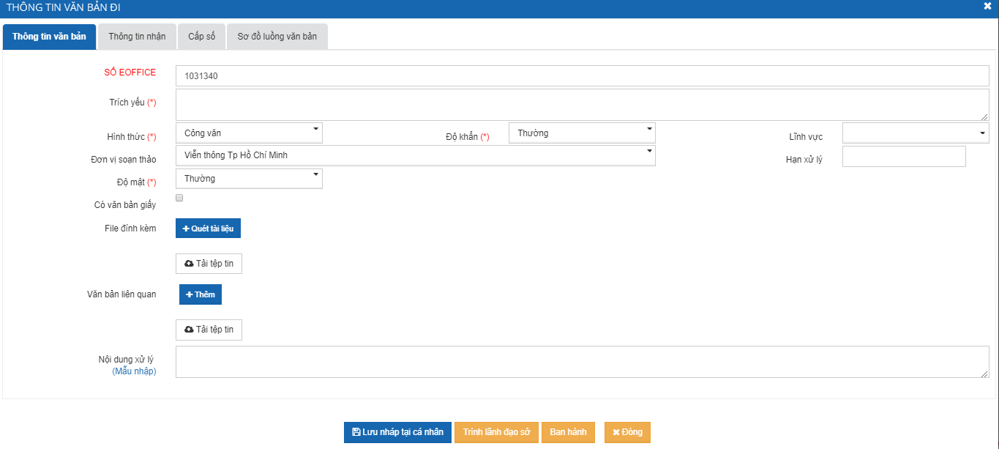 THÔNG TIN VĂN BẢN ĐI
Thông tin văn bản Thông tin nhận Cấp số Sơ đồ luồng văn bản
SỐ EOFFICE 1031340
Trích yếu (*)
Hình thức (*) Công văn Độ khẩn (*) Thường Lĩnh vực
Đơn vị soạn thảo Viễn thông Tp Hồ Chí Minh Hạn xử lý
Độ mật (*) Thường
Có văn bản giấy
File đính kèm Quét tài liệu
Tải tệp tin
Văn bản liên quan Thêm
Tải tệp tin
Nội dung xử lý
(Mẫu nhập)
Lưu nháp tại cá nhân Trình lãnh đạo sở Ban hành Đóng